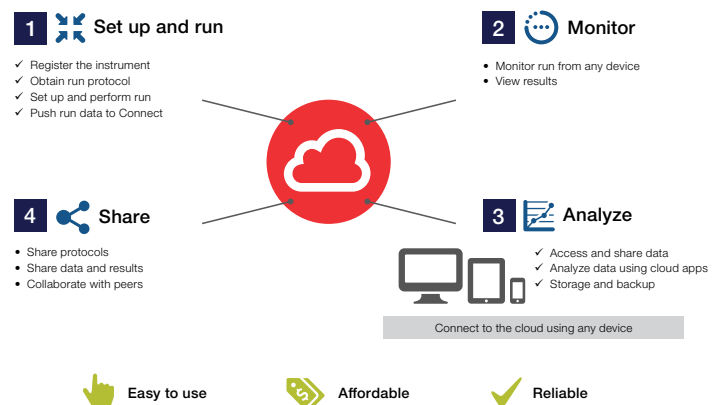 1 Set up and run
✓ Register the instrument
✓ Obtain run protocol
✓ Set up and perform run
✓ Push run data to Connect
2 Monitor
• Monitor run from any device
• View results
4 Share
• Share protocols
• Share data and results
• Collaborate with peers
3 Analyze
✓ Access and share data
✓ Analyze data using cloud apps
✓ Storage and backup
Connect to the cloud using any device
Easy to use
$ Affordable
Reliable